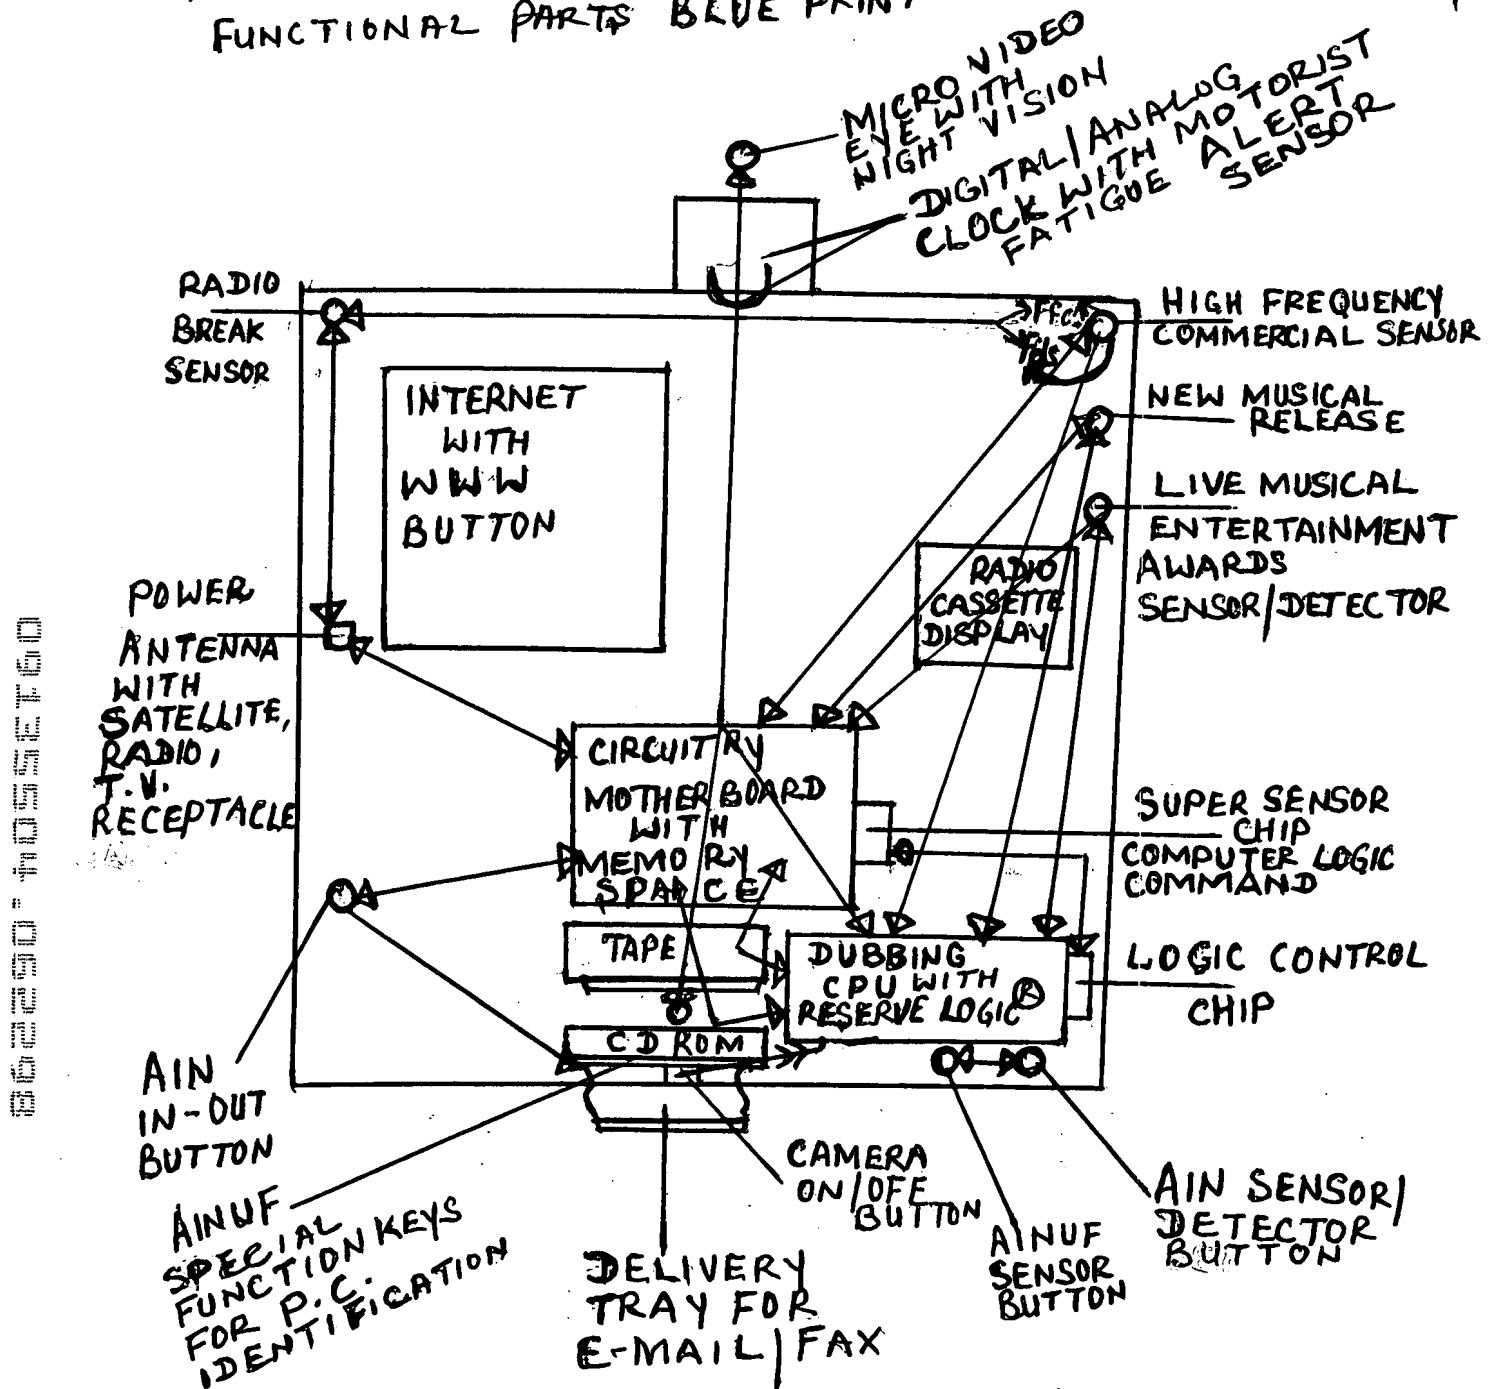 FUNCTIONAL PARTS BLUE PRINT
MICRO VIDEO
EYE WITH
NIGHT VISION
DIGITAL/ANALOG
CLOCK WITH MOTORIST
FATIGUE ALERT
SENSOR
RADIO
BREAK
SENSOR
HIGH FREQUENCY
COMMERCIAL SENSOR
NEW MUSICAL
RELEASE
LIVE MUSICAL
ENTERTAINMENT
AWARDS
SENSOR/DETECTOR
INTERNET
WITH
WWW
BUTTON
RADIO
CASSETTE
DISPLAY
POWER
ANTENNA
WITH
SATELLITE,
RADIO,
T.V.
RECEPTACLE
CIRCUITRY
MOTHERBOARD
WITH
MEMORY
SPACE
SUPER SENSOR
CHIP
COMPUTER LOGIC
COMMAND
TAPE
DUBBING
CPU WITH
RESERVE LOGIC ®
LOGIC CONTROL
CHIP
CD ROM
AIN
IN-OUT
BUTTON
AINUF
SPECIAL
FUNCTION KEYS
FOR P.C.
IDENTIFICATION
CAMERA
ON/OFF
BUTTON
DELIVERY
TRAY FOR
E-MAIL/FAX
AINUF
SENSOR
BUTTON
AIN SENSOR/
DETECTOR
BUTTON